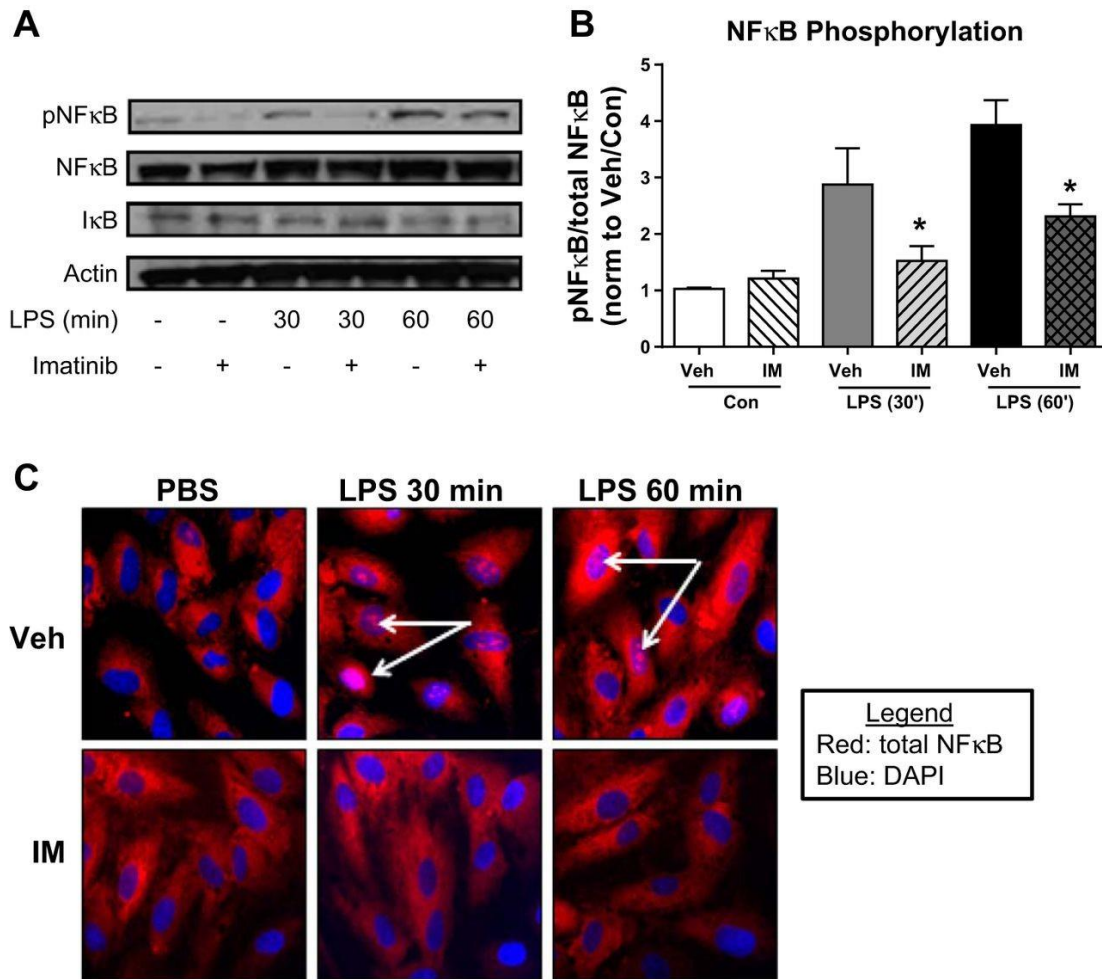 A
pNFκB
NFκB
IκB
Actin
LPS (min) - - 30 30 60 60
Imatinib - + - + - +
B
NFκB Phosphorylation
pNFκB/total NFκB
(norm to Veh/Con)
5
4
3
2
1
0
*
*
Veh IM Veh IM Veh IM
Con LPS (30') LPS (60')
C
PBS LPS 30 min LPS 60 min
Veh
IM
Legend
Red: total NFκB
Blue: DAPI